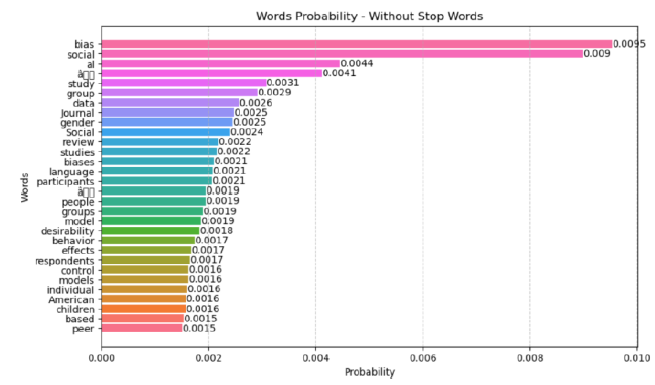 Words Probability - Without Stop Words
Words
bias 0.0095
social 0.009
al 0.0044
â 0.0041
study 0.0031
group 0.0029
data 0.0026
Journal 0.0025
gender 0.0025
Social 0.0024
review 0.0022
studies 0.0022
biases 0.0021
language 0.0021
participants 0.0021
â 0.0019
people 0.0019
groups 0.0019
model 0.0019
desirability 0.0018
behavior 0.0017
effects 0.0017
respondents 0.0017
control 0.0016
models 0.0016
individual 0.0016
American 0.0016
children 0.0016
based 0.0015
peer 0.0015
0.000 0.002 0.004 0.006 0.008 0.010
Probability